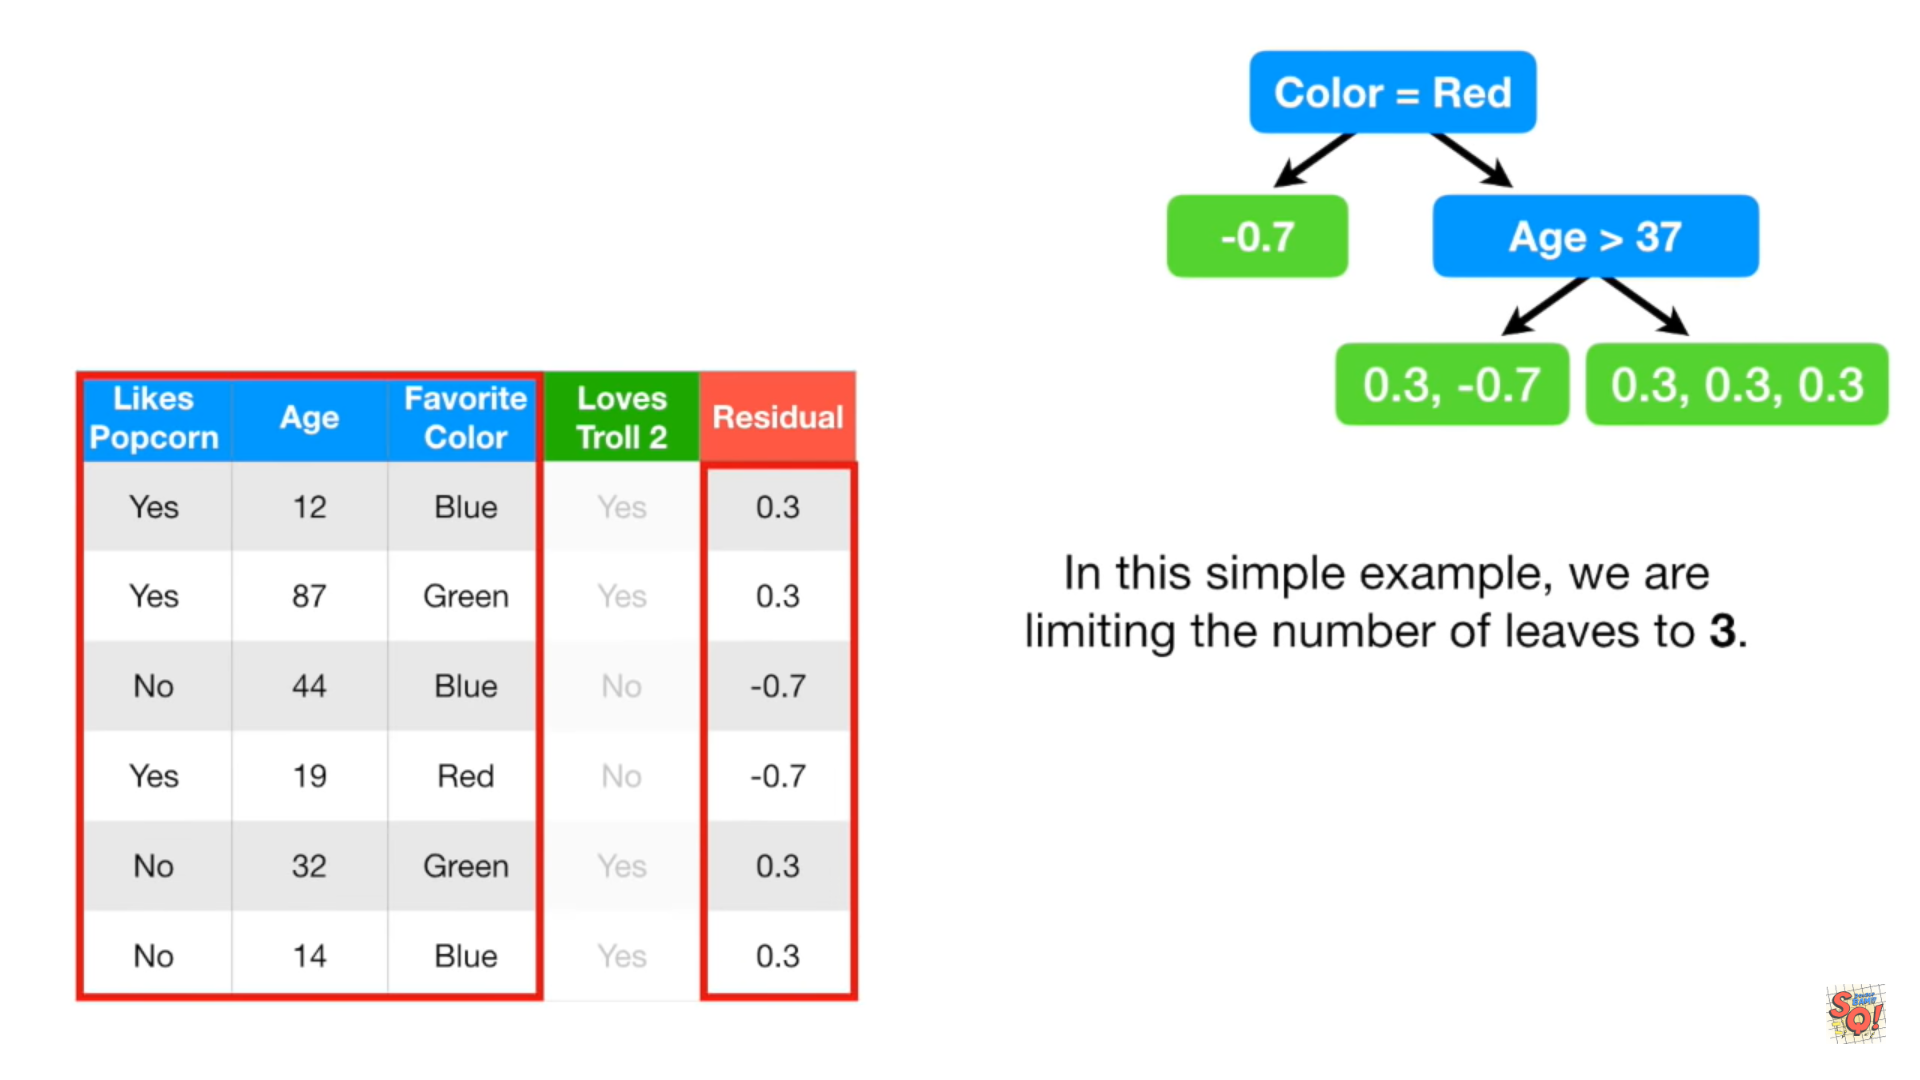 Color = Red
-0.7
Age > 37
0.3, -0.7
0.3, 0.3, 0.3
Likes Popcorn Age Favorite Color Loves Troll 2 Residual
Yes 12 Blue Yes 0.3
Yes 87 Green Yes 0.3
No 44 Blue No -0.7
Yes 19 Red No -0.7
No 32 Green Yes 0.3
No 14 Blue Yes 0.3
In this simple example, we are
limiting the number of leaves to 3.
SQ!